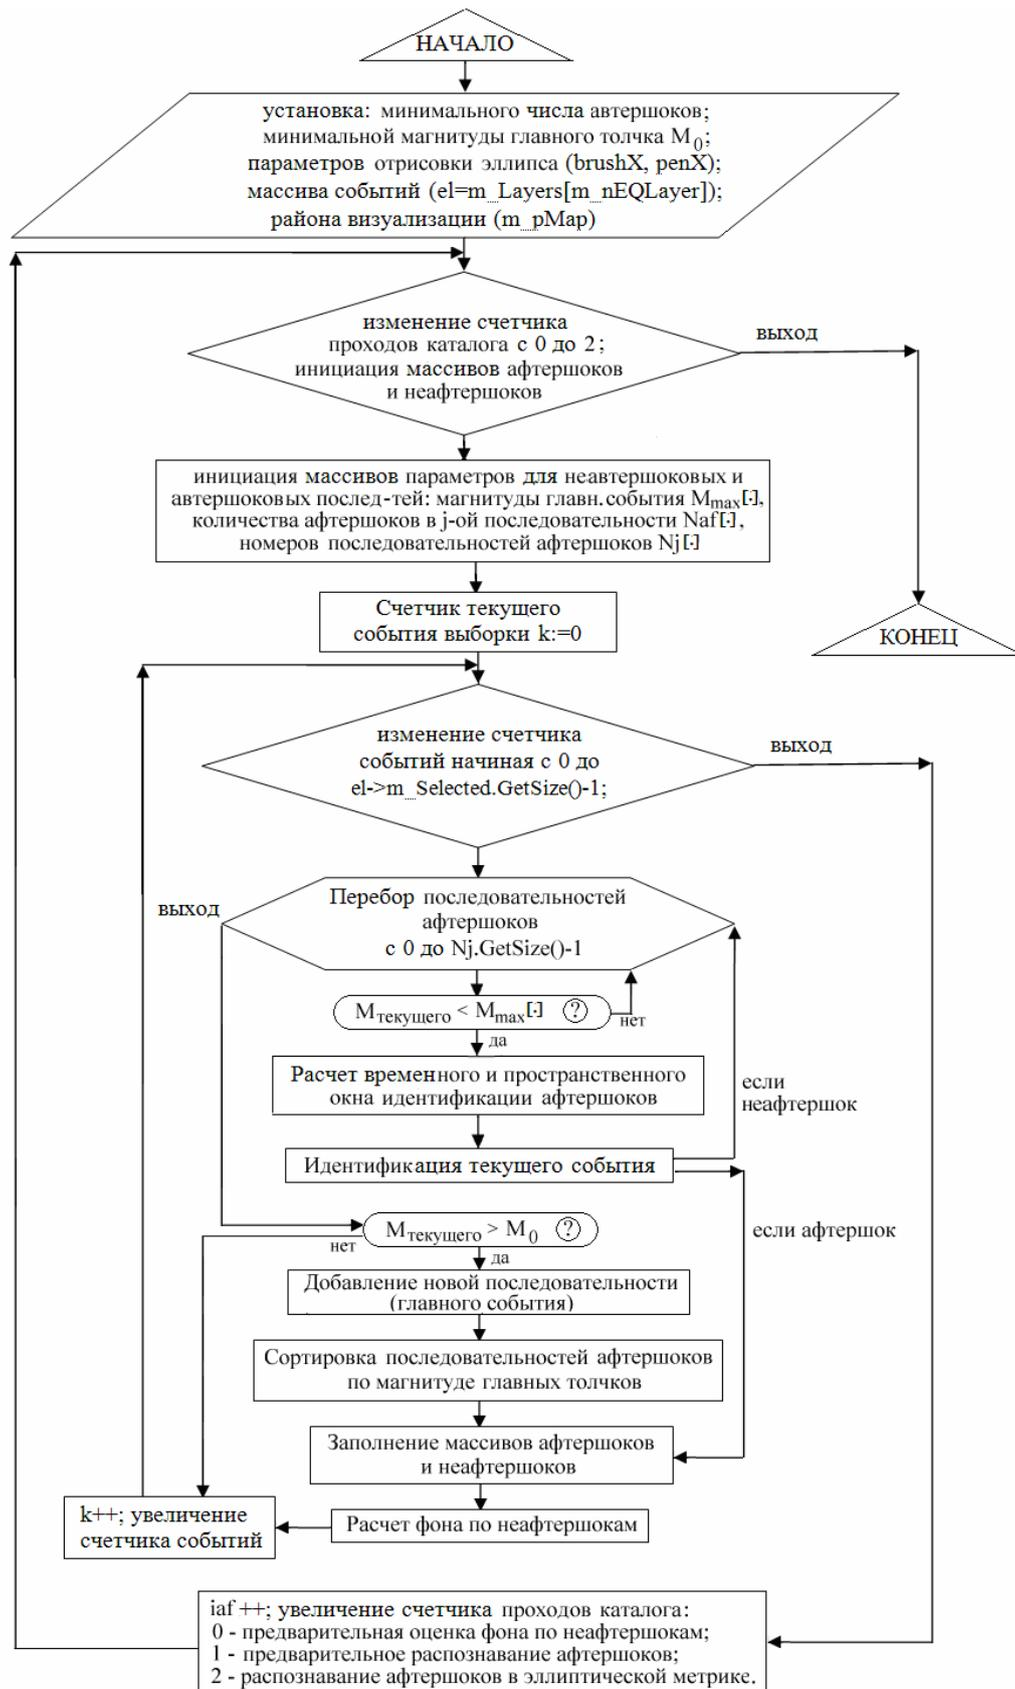 НАЧАЛО
установка: минимального числа автершоков;
минимальной магнитуды главного толчка M0;
параметров отрисовки эллипса (brushX, penX);
массива событий (el=m_Layers[m_nEQLayer]);
района визуализации (m_pMap)
изменение счетчика
проходов каталога с 0 до 2;
инициация массивов афтершоков
и неафтершоков
выход
инициация массивов параметров для неавтершоковых и
автершоковых послед-тей: магнитуды главн.события Mmax[·],
количества афтершоков в j-ой последовательности Naf[·],
номеров последовательностей афтершоков Nj[·]
Счетчик текущего
события выборки k:=0
КОНЕЦ
изменение счетчика
событий начиная с 0 до
el->m_Selected.GetSize()-1;
выход
Перебор последовательностей
афтершоков
с 0 до Nj.GetSize()-1
выход
Mтекущего < Mmax[·] ?
нет
да
Расчет временного и пространственного
окна идентификации афтершоков
если
неафтершок
Идентификация текущего события
если афтершок
Mтекущего > M0 ?
нет
да
Добавление новой последовательности
(главного события)
Сортировка последовательностей афтершоков
по магнитуде главных толчков
Заполнение массивов афтершоков
и неафтершоков
Расчет фона по неафтершокам
k++; увеличение
счетчика событий
iaf ++; увеличение счетчика проходов каталога:
0 - предварительная оценка фона по неафтершокам;
1 - предварительное распознавание афтершоков;
2 - распознавание афтершоков в эллиптической метрике.